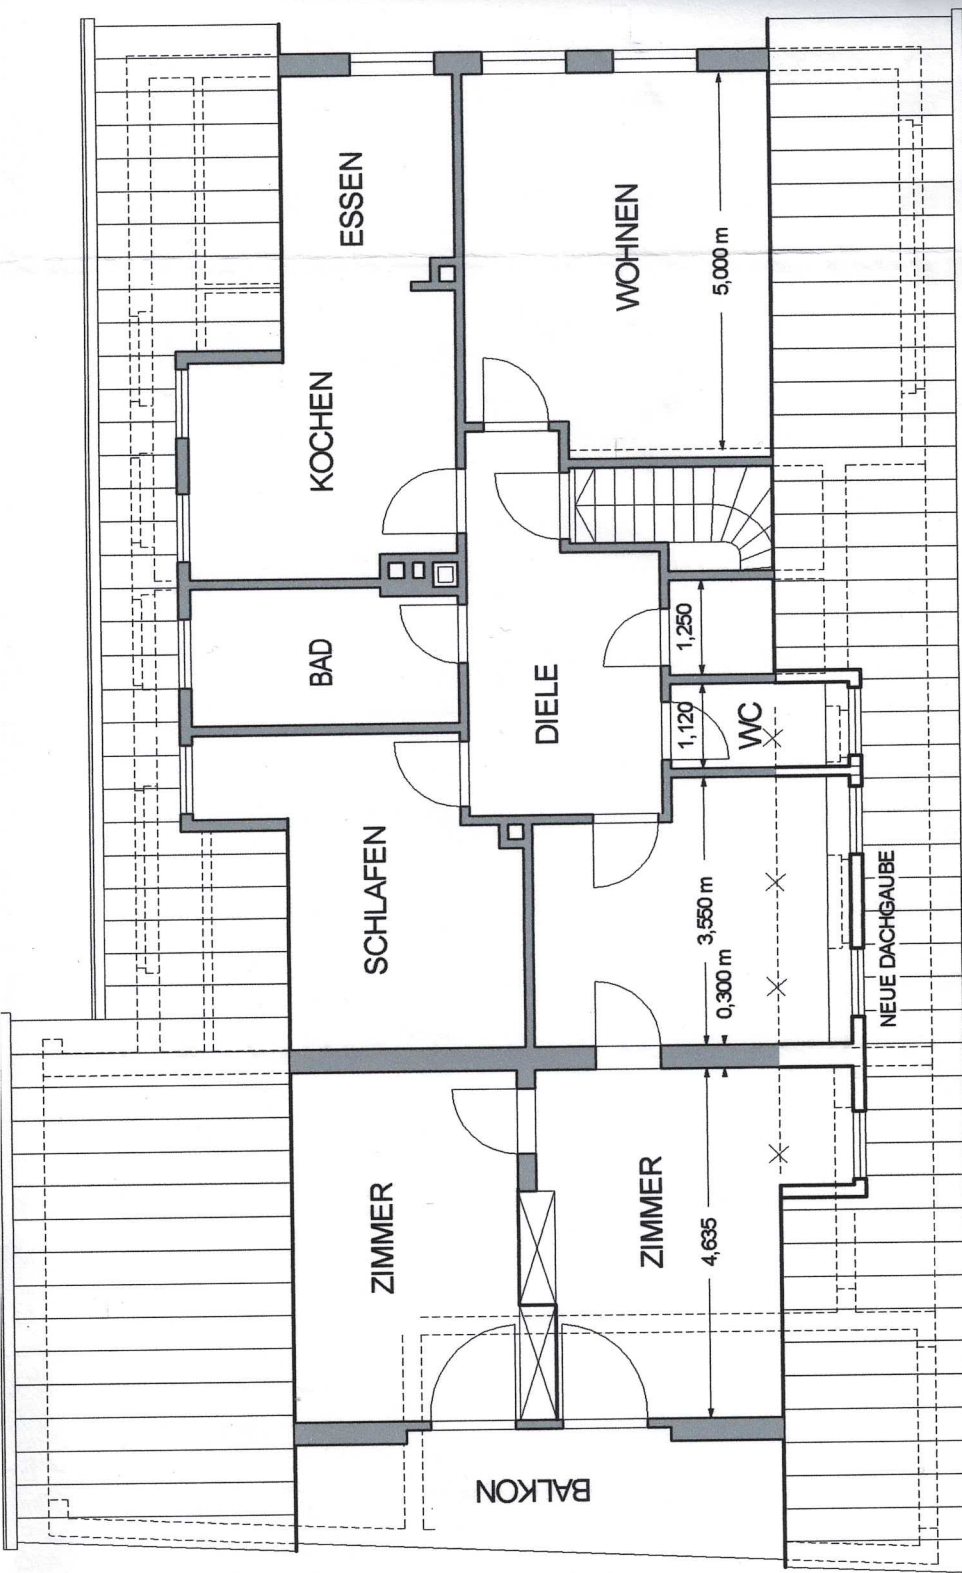 ESSEN
WOHNEN
5,000 m
KOCHEN
BAD
DIELE
1,250
1,120
WC
SCHLAFEN
3,550 m
0,300 m
NEUE DACHGAUBE
ZIMMER
ZIMMER
4,635
BALKON